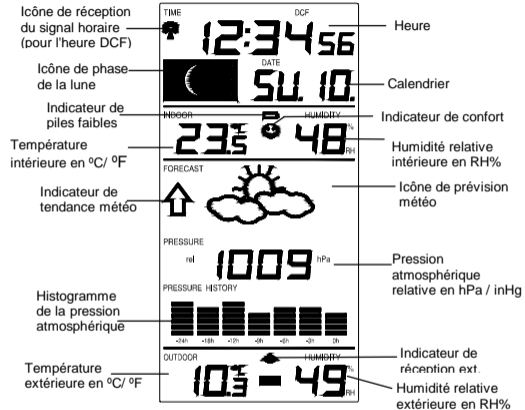 Icône de réception
du signal horaire
(pour l'heure DCF)
TIME
DCF
12:34 56
Heure
Icône de phase
de la lune
DATE
SU. 10.
Calendrier
Indicateur de
piles faibles
INDOOR
HUMIDITY
Indicateur de confort
23.5
48
%
RH
Température
intérieure en ºC/ ºF
Humidité relative
intérieure en RH%
FORECAST
Icône de prévision
météo
Indicateur de
tendance météo
PRESSURE
rel
1009
hPa
Pression
atmosphérique
relative en hPa / inHg
PRESSURE HISTORY
Histogramme
de la pression
atmosphérique
-24h -18h -12h -9h -6h -3h 0h
OUTDOOR
HUMIDITY
Indicateur de
réception ext.
Température
extérieure en ºC/ ºF
10.3
49
%
RH
Humidité relative
extérieure en RH%